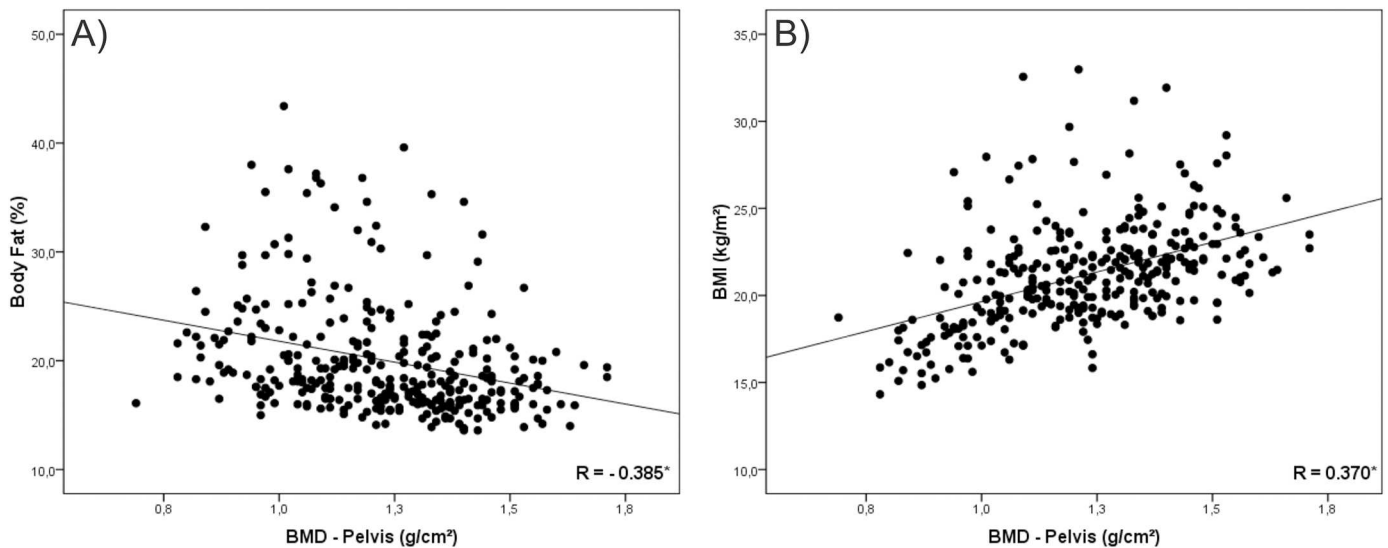 A)
50,0
40,0
30,0
20,0
10,0
Body Fat (%)
0,8 1,0 1,3 1,5 1,8
BMD - Pelvis (g/cm²)
R = - 0.385*
B)
35,0
30,0
25,0
20,0
15,0
10,0
BMI (kg/m²)
0,8 1,0 1,3 1,5 1,8
BMD - Pelvis (g/cm²)
R = 0.370*